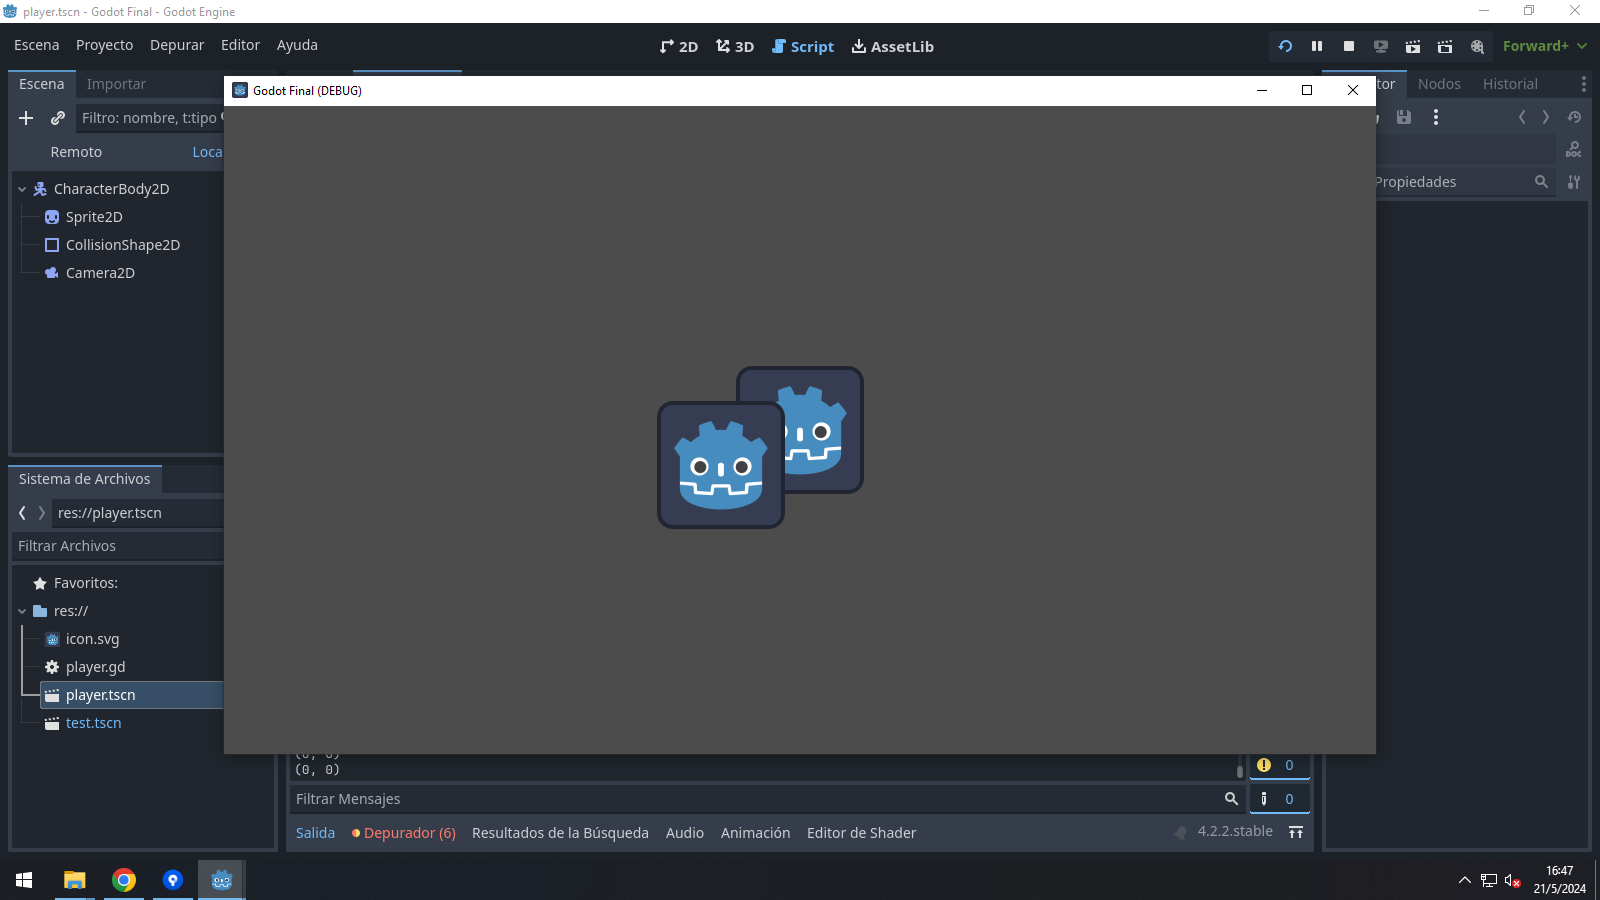 player.tscn - Godot Final - Godot Engine
Escena Proyecto Depurar Editor Ayuda
2D 3D Script AssetLib
Forward+
Escena Importar
Nodos Historial
Godot Final (DEBUG)
Filtro: nombre, t:tipo
Remoto
DOC
Propiedades
CharacterBody2D
Sprite2D
CollisionShape2D
Camera2D
Sistema de Archivos
res://player.tscn
Filtrar Archivos
Favoritos:
res://
icon.svg
player.gd
player.tscn
test.tscn
(0, 0)
(0, 0)
0
Filtrar Mensajes
0
Salida Depurador (6) Resultados de la Búsqueda Audio Animación Editor de Shader
4.2.2.stable
16:47
21/5/2024